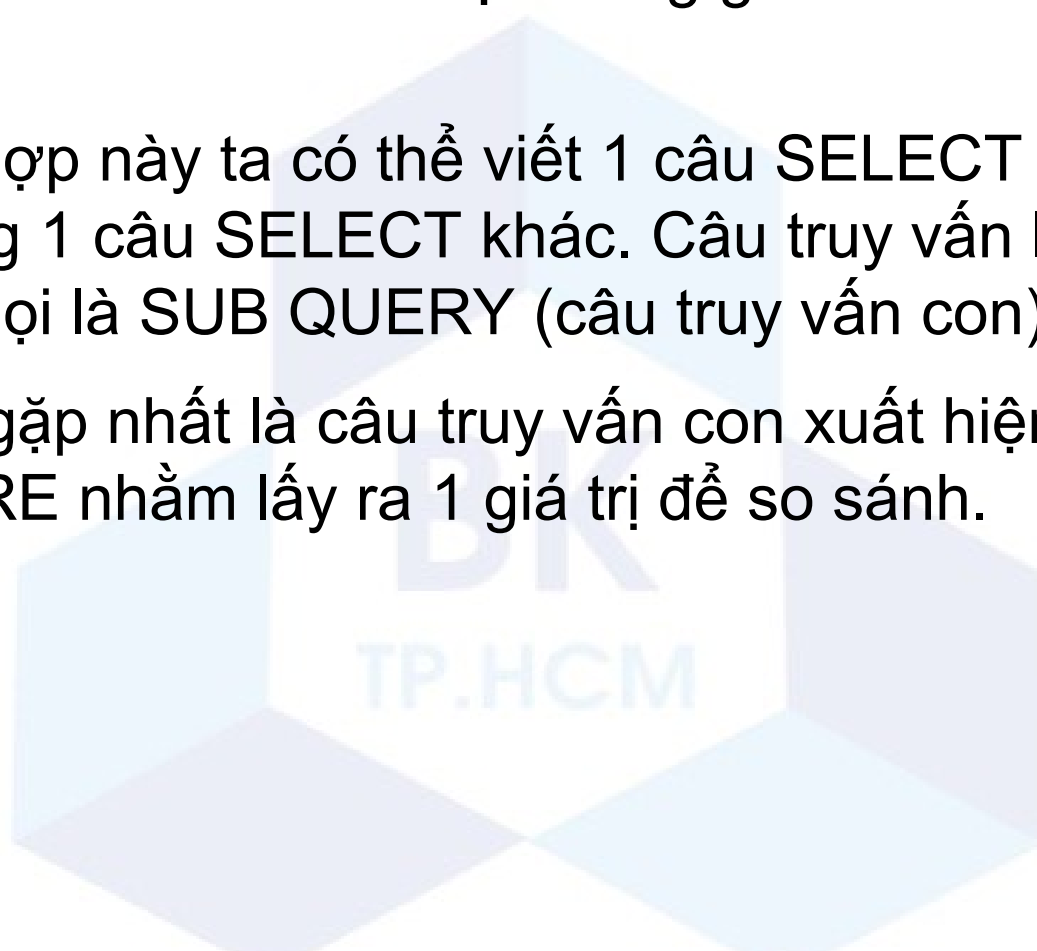 ợp này ta có thể viết 1 câu SELECT
g 1 câu SELECT khác. Câu truy vấn
ọi là SUB QUERY (câu truy vấn con)
gặp nhất là câu truy vấn con xuất hiện
RE nhằm lấy ra 1 giá trị để so sánh.
BK
TP.HCM